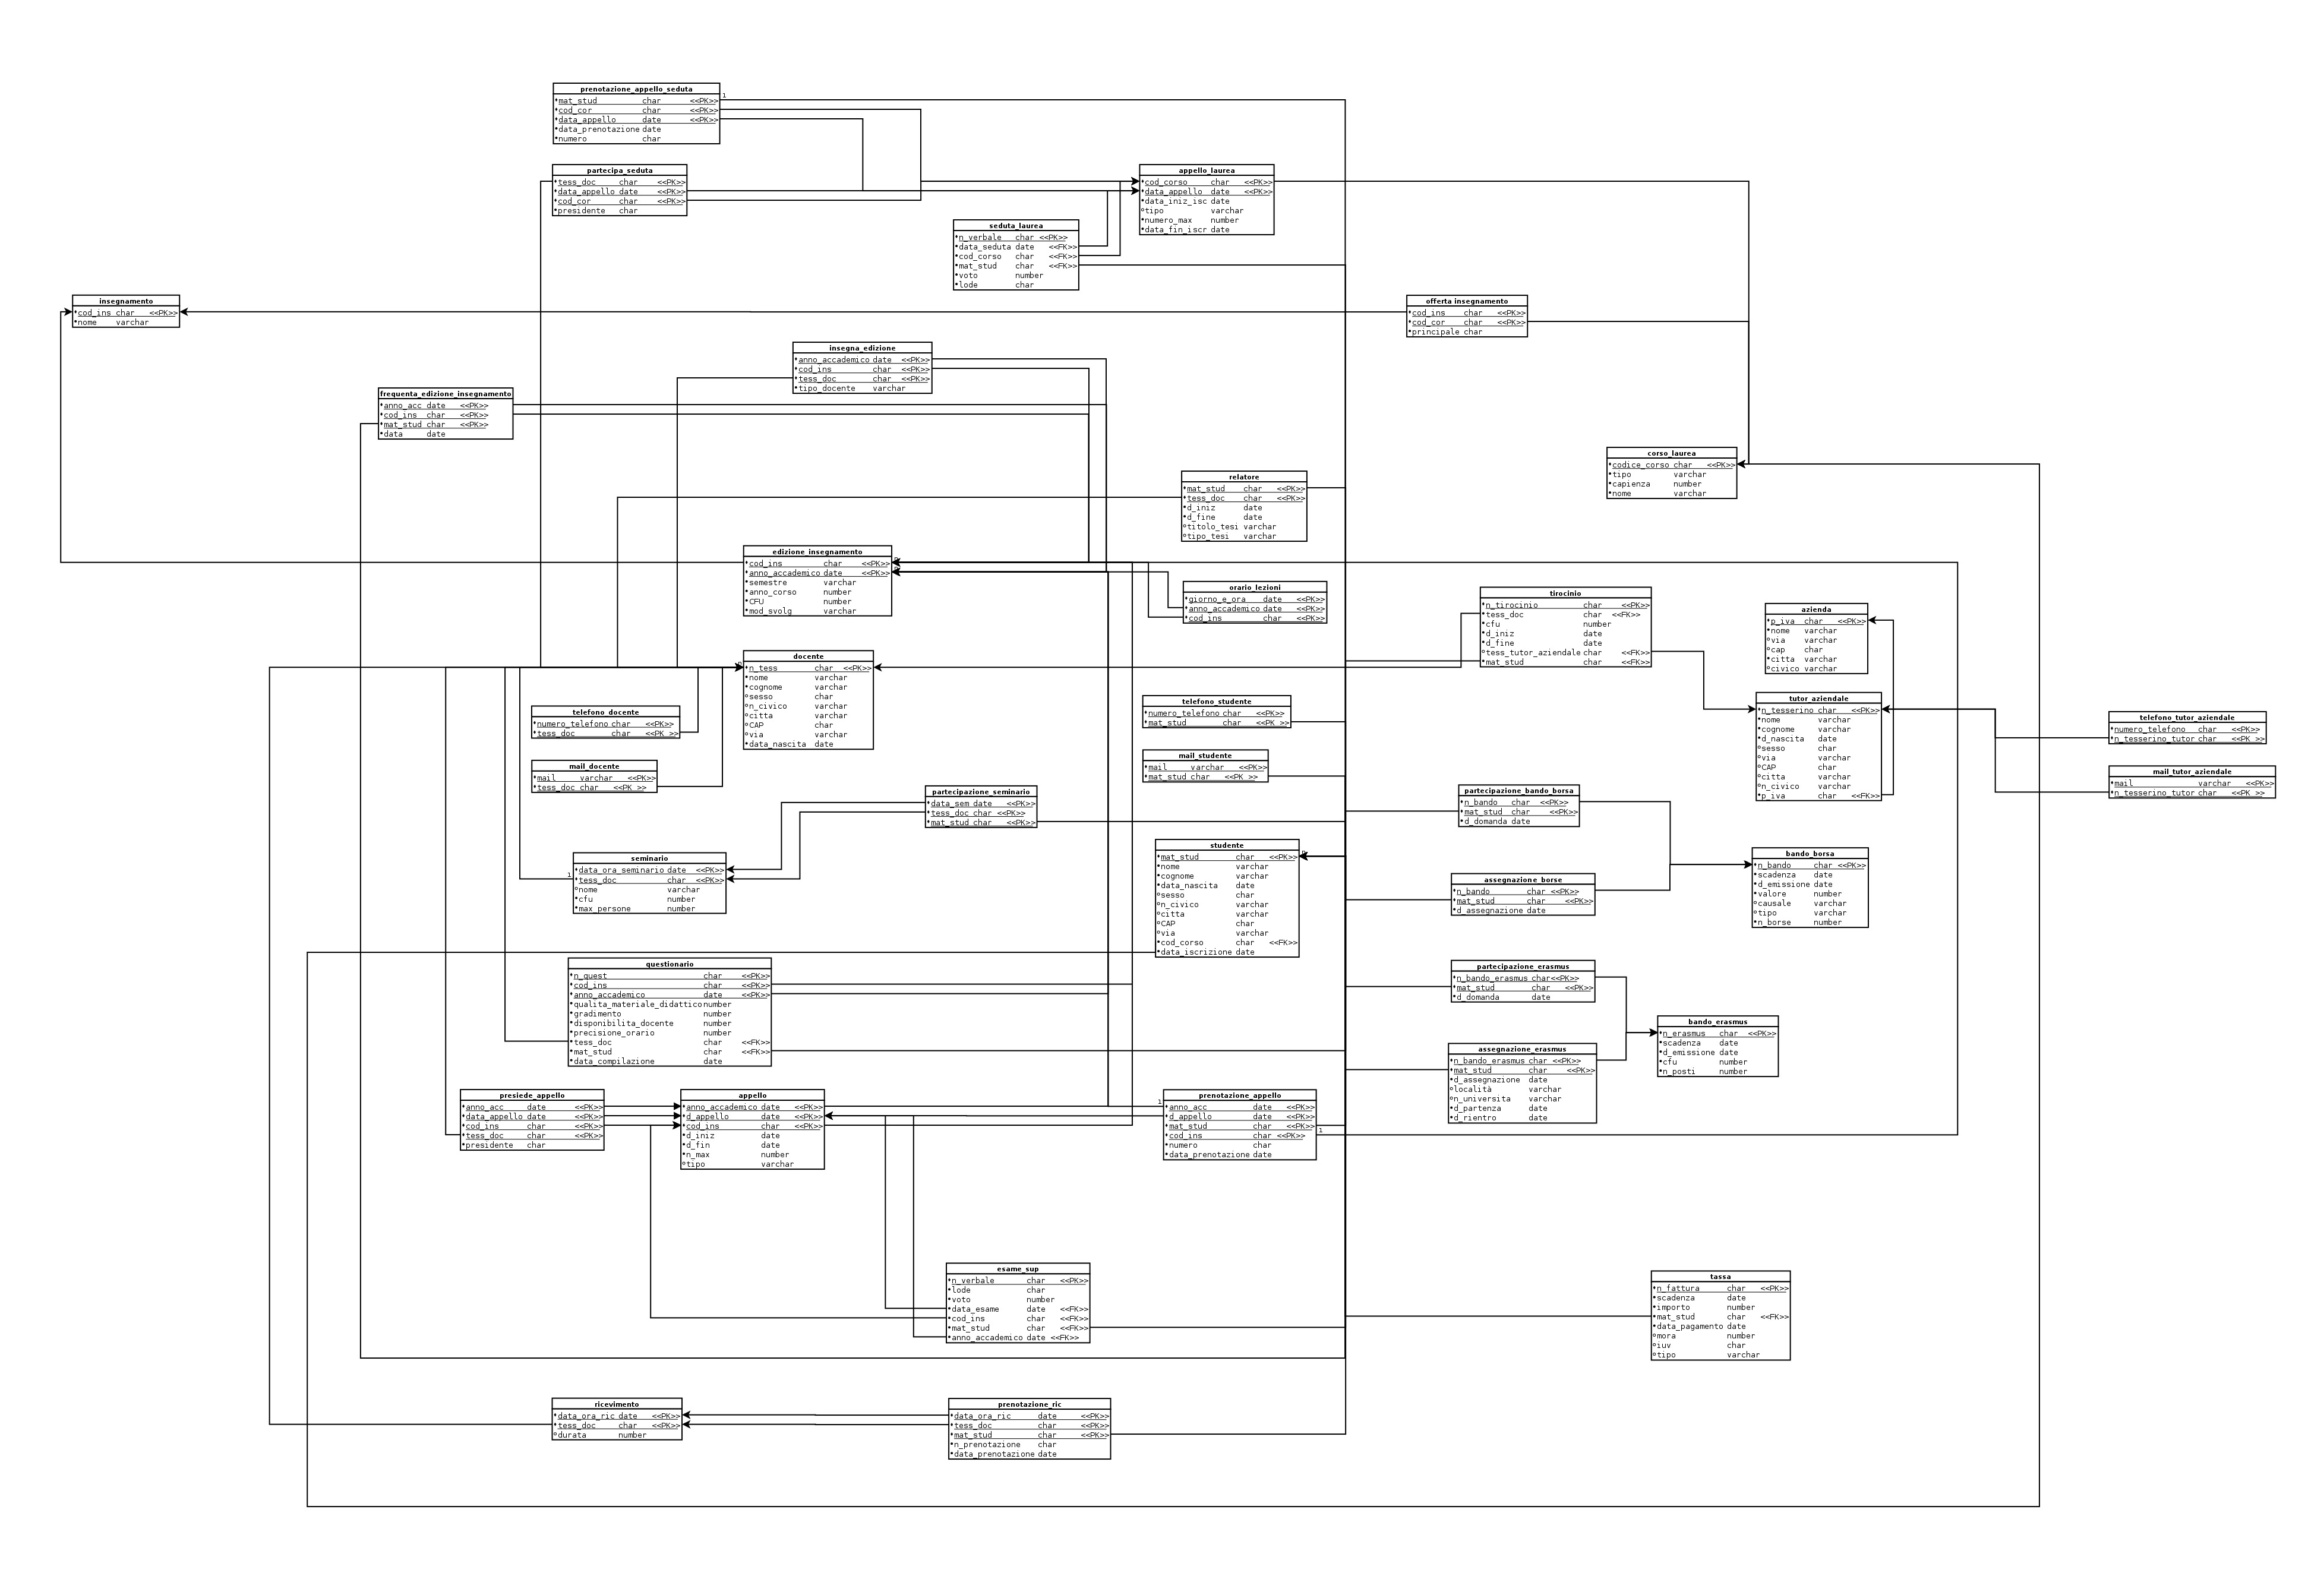 prenotazione_appello_seduta
*mat_stud char <<PK>>
*cod_cor char <<PK>>
*data_appello date <<PK>>
*data_prenotazione date
*numero char
1
partecipa_seduta
*tess_doc char <<PK>>
*data_appello date <<PK>>
*cod_cor char <<PK>>
*presidente char
appello_laurea
*cod_corso char <<PK>>
*data_appello date <<PK>>
*data_iniz_isc date
°tipo varchar
*numero_max number
*data_fin_iscr date
seduta_laurea
*n_verbale char <<PK>>
*data_seduta date <<FK>>
*cod_corso char <<FK>>
*mat_stud char <<FK>>
*voto number
*lode char
insegnamento
*cod_ins char <<PK>>
*nome varchar
offerta insegnamento
*cod_ins char <<PK>>
*cod_cor char <<PK>>
*principale char
insegna_edizione
*anno_accademico date <<PK>>
*cod_ins char <<PK>>
*tess_doc char <<PK>>
*tipo_docente varchar
frequenta_edizione_insegnamento
*anno_acc date <<PK>>
*cod_ins char <<PK>>
*mat_stud char <<PK>>
*data date
corso_laurea
*codice_corso char <<PK>>
*tipo varchar
*capienza number
*nome varchar
relatore
*mat_stud char <<PK>>
*tess_doc char <<PK>>
*d_iniz date
*d_fine date
°titolo_tesi varchar
°tipo_tesi varchar
edizione_insegnamento
*cod_ins char <<PK>>
*anno_accademico date <<PK>>
*semestre varchar
*anno_corso number
*CFU number
*mod_svolg varchar
orario_lezioni
*giorno_e_ora date <<PK>>
*anno_accademico date <<PK>>
*cod_ins char <<PK>>
tirocinio
*n_tirocinio char <<PK>>
*tess_doc char <<FK>>
*cfu number
*d_iniz date
*d_fine date
°tess_tutor_aziendale char <<FK>>
*mat_stud char <<FK>>
azienda
*p_iva char <<PK>>
*nome varchar
°via varchar
°cap char
*citta varchar
°civico varchar
docente
*n_tess char <<PK>>
*nome varchar
*cognome varchar
°sesso char
°n_civico varchar
°citta varchar
°CAP char
°via varchar
*data_nascita date
telefono_docente
*numero_telefono char <<PK>>
*tess_doc char <<PK >>
mail_docente
*mail varchar <<PK>>
*tess_doc char <<PK >>
telefono_studente
*numero_telefono char <<PK>>
*mat_stud char <<PK >>
mail_studente
*mail varchar <<PK>>
*mat_stud char <<PK >>
tutor_aziendale
*n_tesserino char <<PK>>
*nome varchar
*cognome varchar
*d_nascita date
°sesso char
°via varchar
°CAP char
°citta varchar
°n_civico varchar
*p_iva char <<FK>>
telefono_tutor_aziendale
*numero_telefono char <<PK>>
*n_tesserino_tutor char <<PK >>
mail_tutor_aziendale
*mail varchar <<PK>>
*n_tesserino_tutor char <<PK >>
partecipazione_seminario
*data_sem date <<PK>>
*tess_doc char <<PK>>
*mat_stud char <<PK>>
partecipazione_bando_borsa
*n_bando char <<PK>>
*mat_stud char <<PK>>
*d_domanda date
seminario
*data_ora_seminario date <<PK>>
*tess_doc char <<PK>>
°nome varchar
*cfu number
*max_persone number
1
studente
*mat_stud char <<PK>>
*nome varchar
*cognome varchar
*data_nascita date
°sesso char
°n_civico varchar
°citta varchar
°CAP char
°via varchar
*cod_corso char <<FK>>
*data_iscrizione date
assegnazione_borse
*n_bando char <<PK>>
*mat_stud char <<PK>>
*d_assegnazione date
bando_borsa
*n_bando char <<PK>>
*scadenza date
*d_emissione date
*valore number
°causale varchar
°tipo varchar
*n_borse number
questionario
*n_quest char <<PK>>
*cod_ins char <<PK>>
*anno_accademico date <<PK>>
*qualita_materiale_didattico number
*gradimento number
*disponibilita_docente number
*precisione_orario number
*tess_doc char <<FK>>
*mat_stud char <<FK>>
*data_compilazione date
partecipazione_erasmus
*n_bando_erasmus char<<PK>>
*mat_stud char <<PK>>
*d_domanda date
bando_erasmus
*n_erasmus char <<PK>>
*scadenza date
*d_emissione date
*cfu number
*n_posti number
assegnazione_erasmus
*n_bando_erasmus char <<PK>>
*mat_stud char <<PK>>
*d_assegnazione date
°località varchar
°n_universita varchar
*d_partenza date
*d_rientro date
presiede_appello
*anno_acc date <<PK>>
*data_appello date <<PK>>
*cod_ins char <<PK>>
*tess_doc char <<PK>>
*presidente char
appello
*anno_accademico date <<PK>>
*d_appello date <<PK>>
*cod_ins char <<PK>>
*d_iniz date
*d_fin date
*n_max number
°tipo varchar
prenotazione_appello
*anno_acc date <<PK>>
*d_appello date <<PK>>
*mat_stud char <<PK>>
*cod_ins char <<PK>>
*numero char
*data_prenotazione date
1
1
esame_sup
*n_verbale char <<PK>>
*lode char
*voto number
*data_esame date <<FK>>
*cod_ins char <<FK>>
*mat_stud char <<FK>>
*anno_accademico date <<FK>>
tassa
*n_fattura char <<PK>>
*scadenza date
*importo number
*mat_stud char <<FK>>
*data_pagamento date
°mora number
°iuv char
°tipo varchar
ricevimento
*data_ora_ric date <<PK>>
*tess_doc char <<PK>>
°durata number
prenotazione_ric
*data_ora_ric date <<PK>>
*tess_doc char <<PK>>
*mat_stud char <<PK>>
*n_prenotazione char
*data_prenotazione date